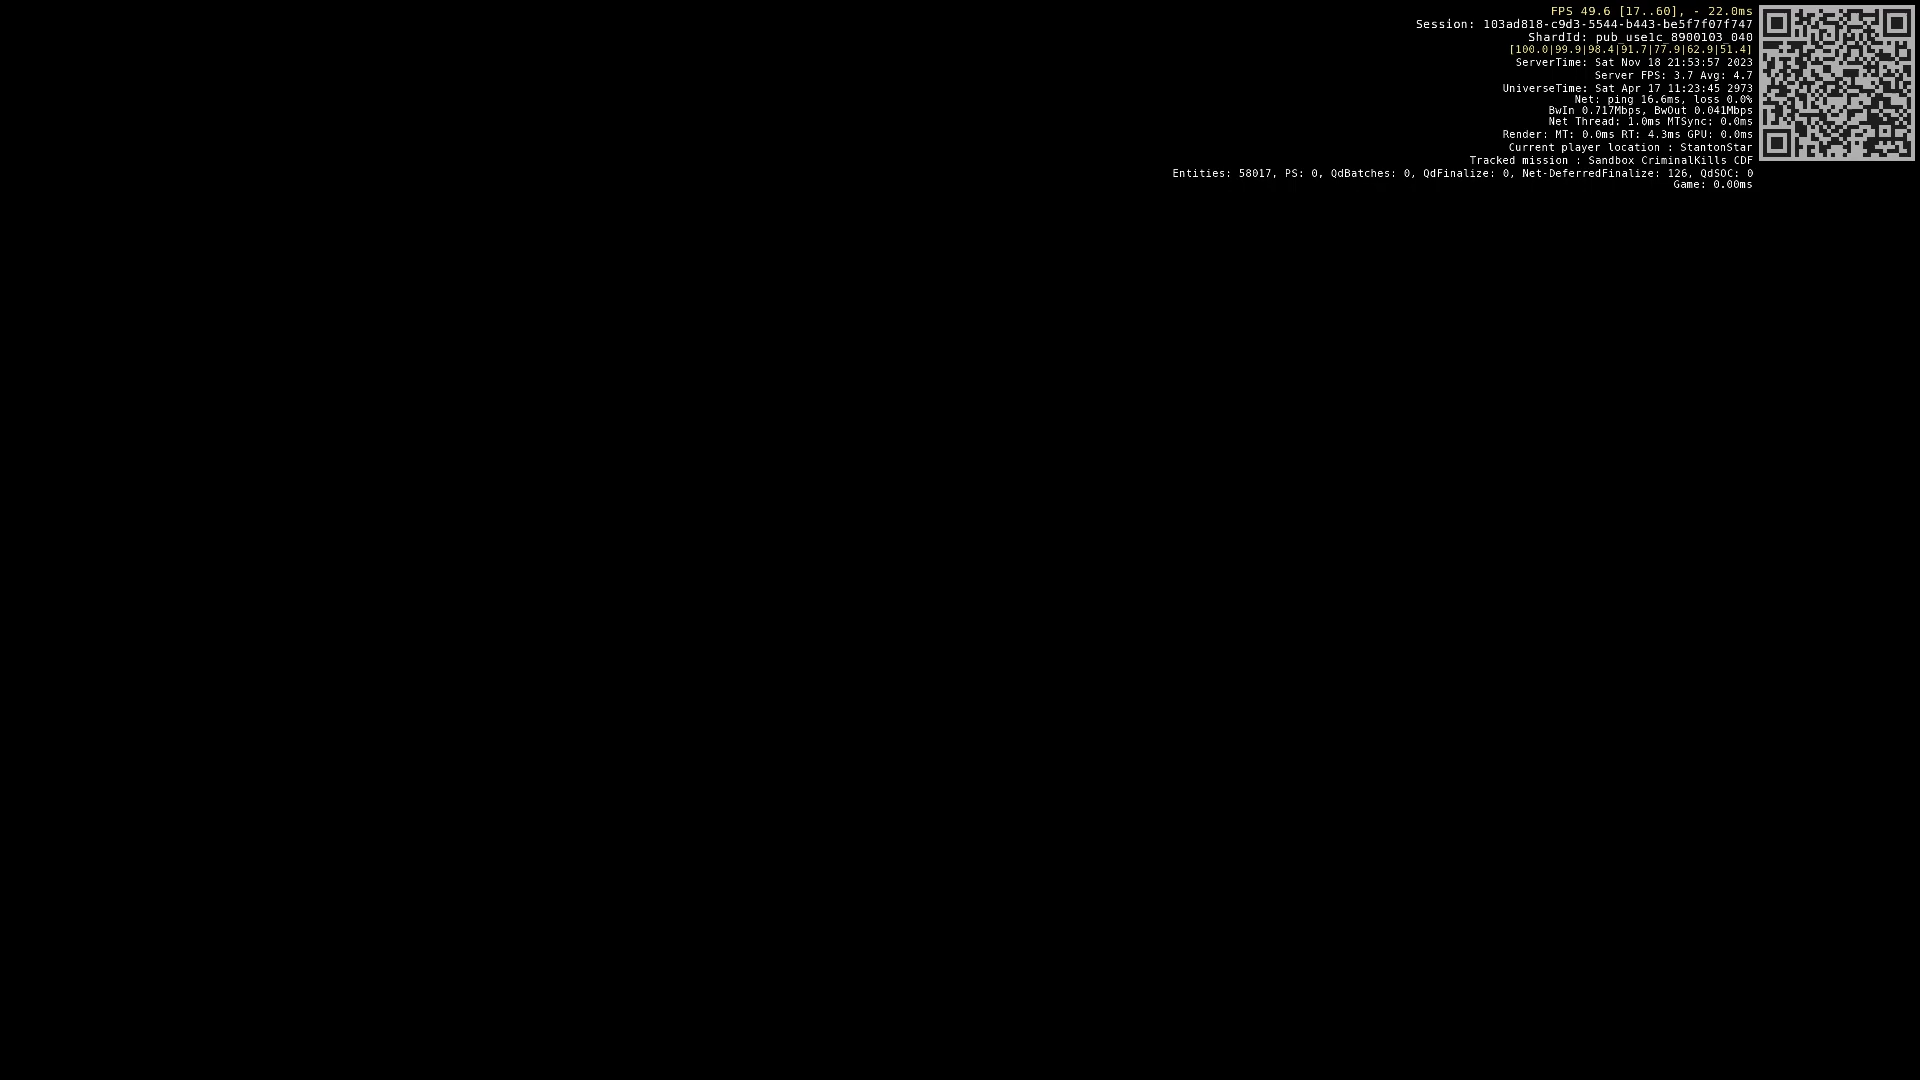 FPS 49.6 [17..60], - 22.0ms
Session: 103ad818-c9d3-5544-b443-be5f7f07f747
ShardId: pub_use1c_8900103_040
[100.0|99.9|98.4|91.7|77.9|62.9|51.4]
ServerTime: Sat Nov 18 21:53:57 2023
Server FPS: 3.7 Avg: 4.7
UniverseTime: Sat Apr 17 11:23:45 2973
Net: ping 16.6ms, loss 0.0%
BwIn 0.717Mbps, BwOut 0.041Mbps
Net Thread: 1.0ms MTSync: 0.0ms
Render: MT: 0.0ms RT: 4.3ms GPU: 0.0ms
Current player location : StantonStar
Tracked mission : Sandbox CriminalKills CDF
Entities: 58017, PS: 0, QdBatches: 0, QdFinalize: 0, Net-DeferredFinalize: 126, QdSOC: 0
Game: 0.00ms